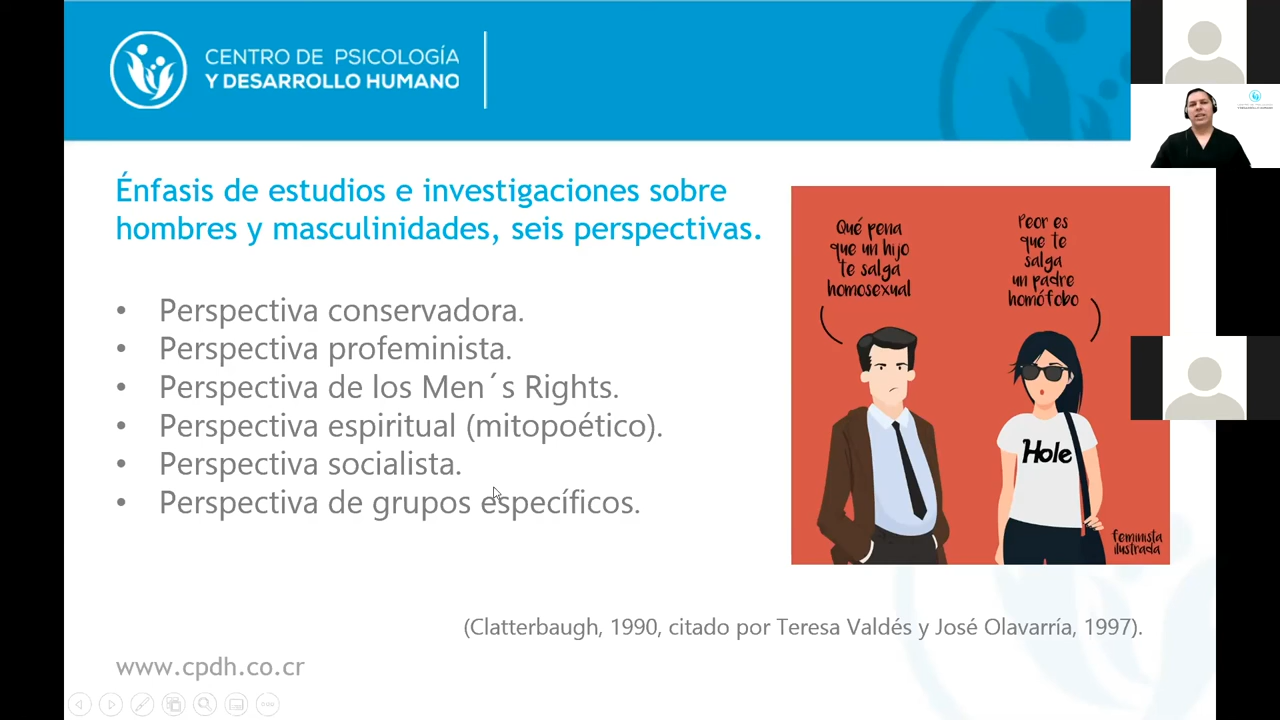 CENTRO DE PSICOLOGÍA
Y DESARROLLO HUMANO
Énfasis de estudios e investigaciones sobre
hombres y masculinidades, seis perspectivas.
• Perspectiva conservadora.
• Perspectiva profeminista.
• Perspectiva de los Men´s Rights.
• Perspectiva espiritual (mitopoético).
• Perspectiva socialista.
• Perspectiva de grupos específicos.
Qué pena
que un hijo
te salga
homosexual
Peor es
que te
salga
un padre
homófobo
Hole
feminista
ilustrada
(Clatterbaugh, 1990, citado por Teresa Valdés y José Olavarría, 1997).
www.cpdh.co.cr